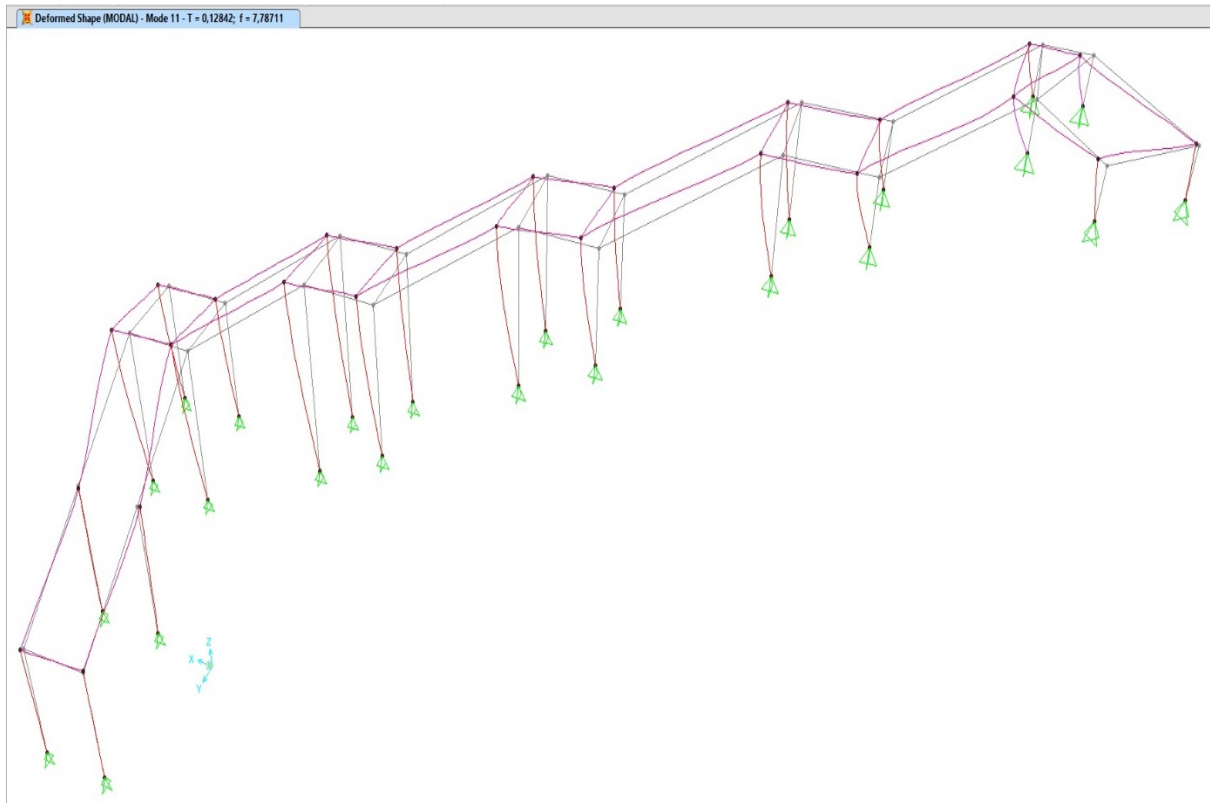 Deformed Shape (MODAL) - Mode 11 - T = 0,12842; f = 7,78711
Z
X
Y